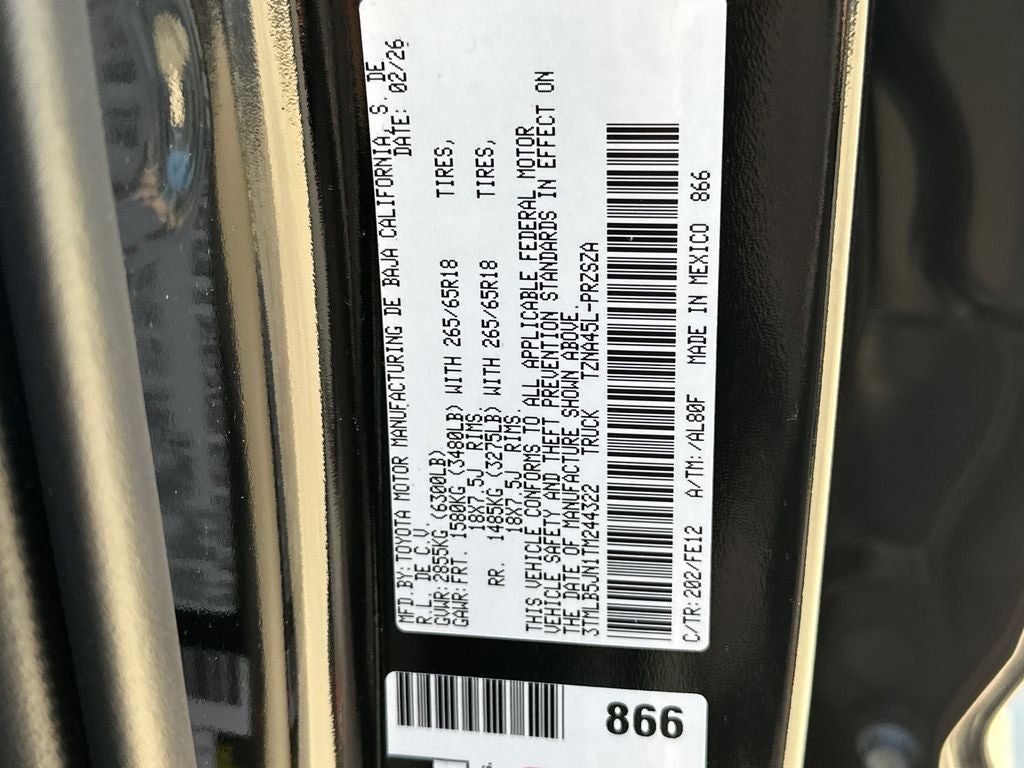 MFD.BY:TOYOTA MOTOR MANUFACTURING DE BAJA CALIFORNIA, S. DE
R.L. DE C.V. DATE: 02/26
GVWR:2855KG (6300LB)
GAWR:FRT. 1580KG (3480LB) WITH 265/65R18 TIRES,
18X7.5J RIMS.
RR. 1485KG (3275LB) WITH 265/65R18 TIRES,
18X7.5J RIMS.
THIS VEHICLE CONFORMS TO ALL APPLICABLE FEDERAL MOTOR
VEHICLE SAFETY AND THEFT PREVENTION STANDARDS IN EFFECT ON
THE DATE OF MANUFACTURE SHOWN ABOVE.
3TMLB5JN1TM244322 TRUCK TZNA45L-PRZSZA
C/TR:202/FE12 A/TM:/AL80F MADE IN MEXICO 866
866